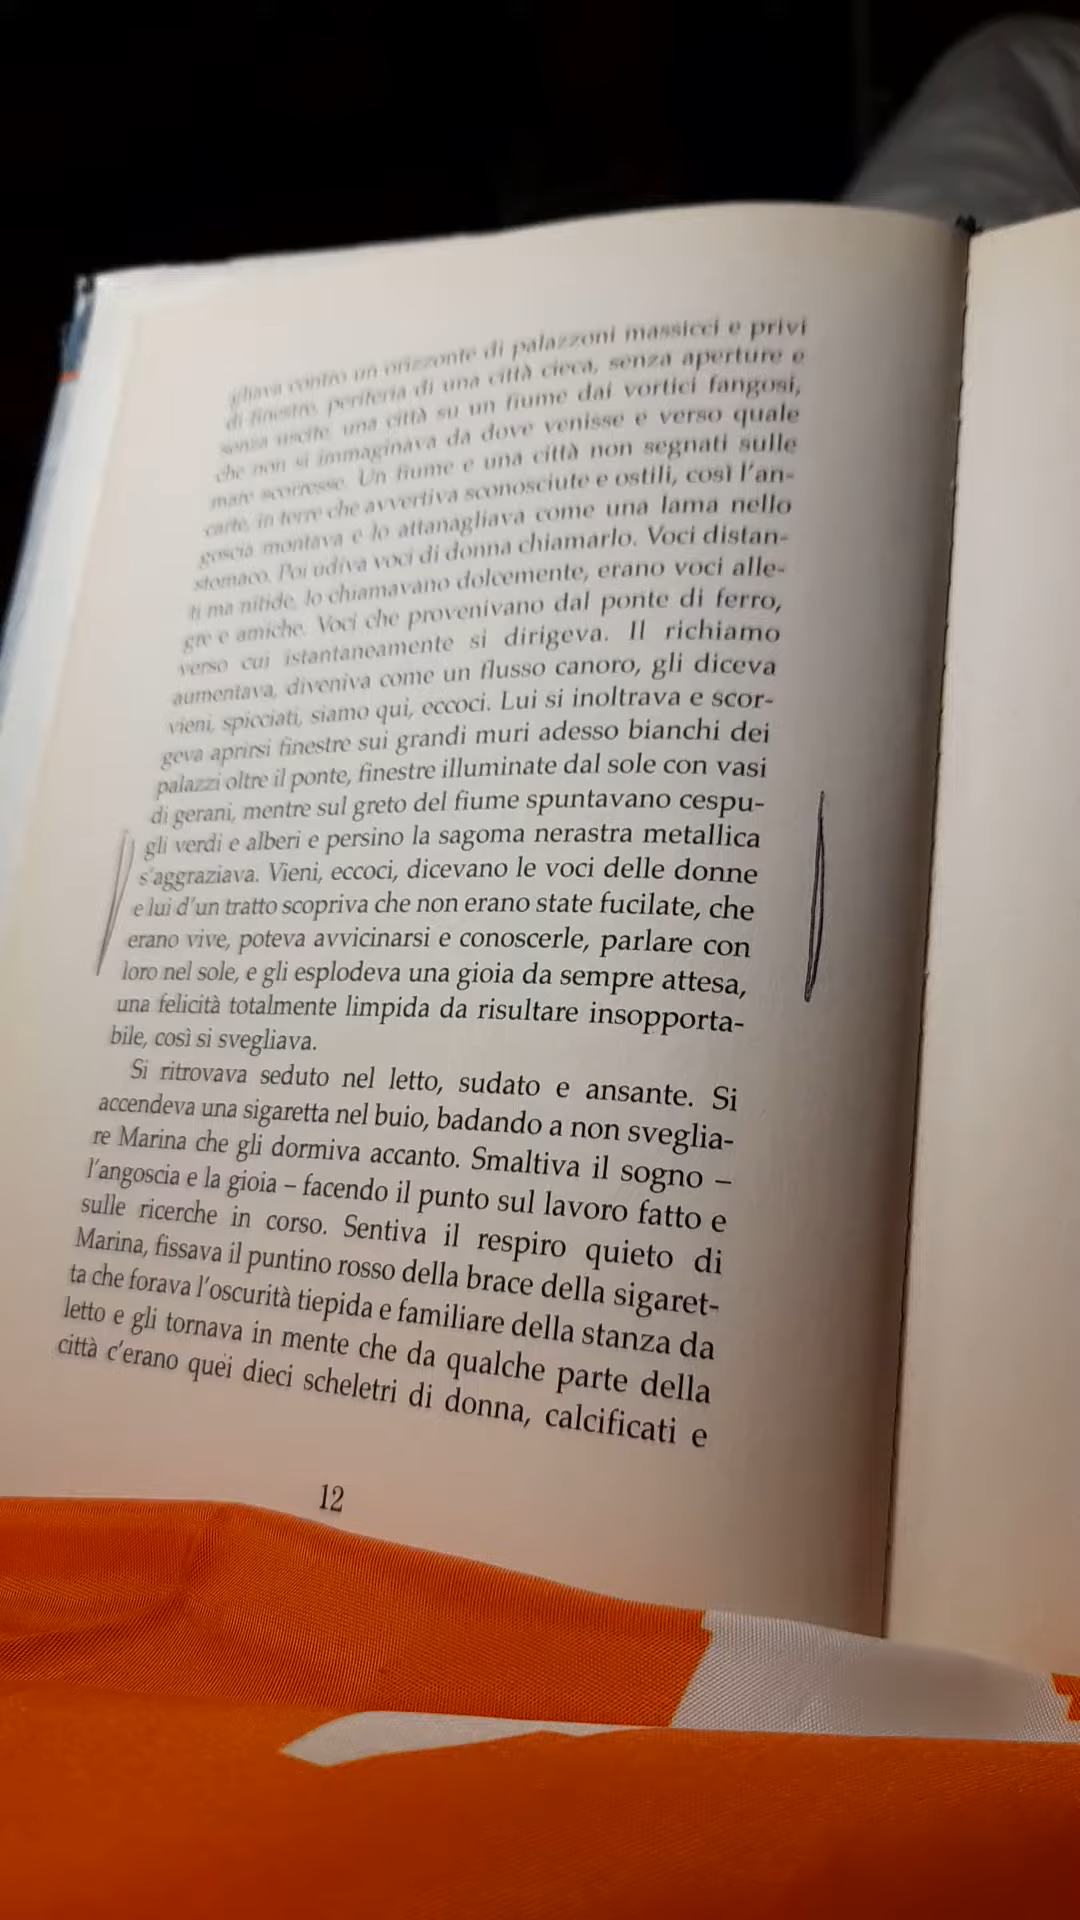 gliava contro un orizzonte di palazzoni massicci e privi
di finestre, periferia di una città cieca, senza aperture e
senza uscite, una città su un fiume dai vortici fangosi,
che non si immaginava da dove venisse e verso quale
mare scorresse. Un fiume e una città non segnati sulle
carte, in terre che avvertiva sconosciute e ostili, così l'an-
goscia montava e lo attanagliava come una lama nello
stomaco. Poi udiva voci di donna chiamarlo. Voci distan-
ti ma nitide, lo chiamavano dolcemente, erano voci alle-
gre e amiche. Voci che provenivano dal ponte di ferro,
verso cui istantaneamente si dirigeva. Il richiamo
aumentava, diveniva come un flusso canoro, gli diceva
vieni, spicciati, siamo qui, eccoci. Lui si inoltrava e scor-
geva aprirsi finestre sui grandi muri adesso bianchi dei
palazzi oltre il ponte, finestre illuminate dal sole con vasi
di gerani, mentre sul greto del fiume spuntavano cespu-
gli verdi e alberi e persino la sagoma nerastra metallica
s'aggraziava. Vieni, eccoci, dicevano le voci delle donne
e lui d'un tratto scopriva che non erano state fucilate, che
erano vive, poteva avvicinarsi e conoscerle, parlare con
loro nel sole, e gli esplodeva una gioia da sempre attesa,
una felicità totalmente limpida da risultare insopporta-
bile, così si svegliava.
Si ritrovava seduto nel letto, sudato e ansante. Si
accendeva una sigaretta nel buio, badando a non sveglia-
re Marina che gli dormiva accanto. Smaltiva il sogno –
l'angoscia e la gioia – facendo il punto sul lavoro fatto e
sulle ricerche in corso. Sentiva il respiro quieto di
Marina, fissava il puntino rosso della brace della sigaret-
ta che forava l'oscurità tiepida e familiare della stanza da
letto e gli tornava in mente che da qualche parte della
città c'erano quei dieci scheletri di donna, calcificati e
12